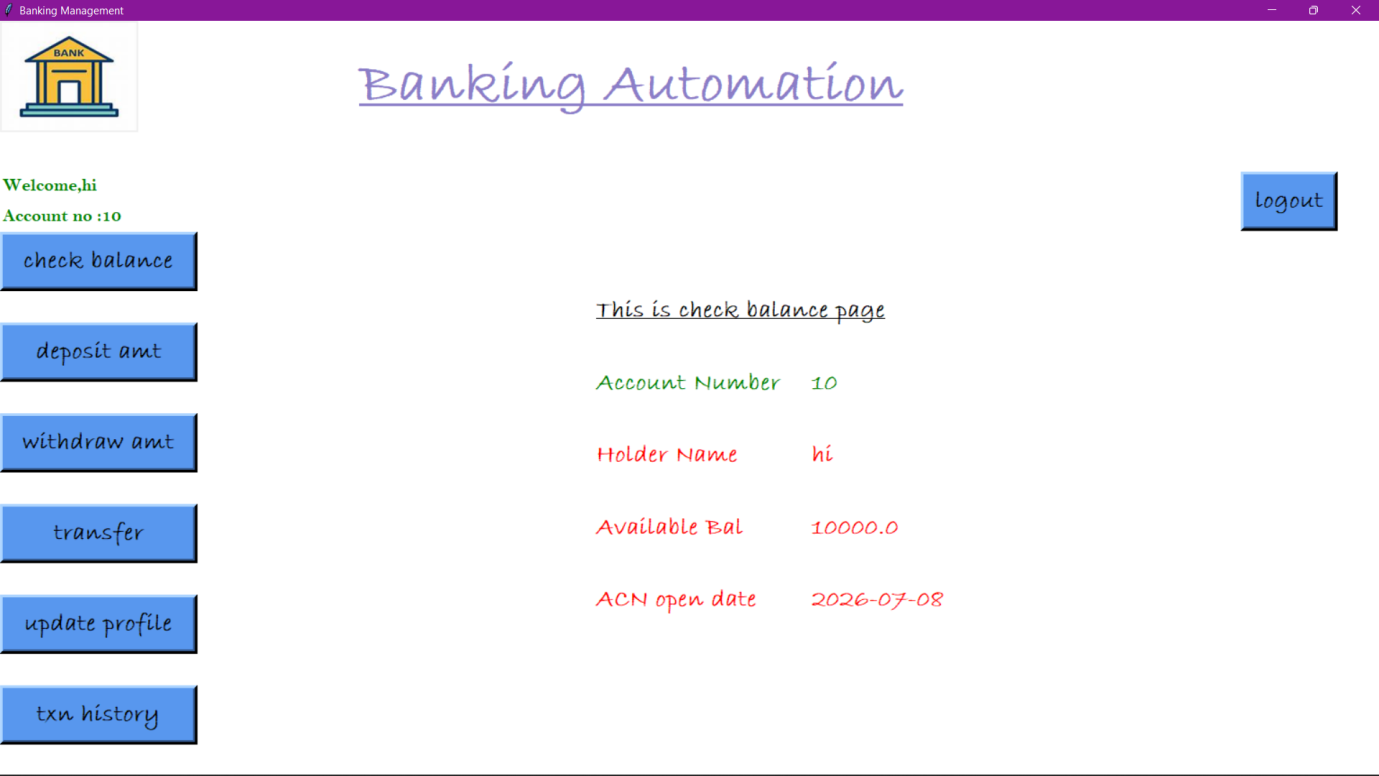 Banking Management
BANK
Banking Automation
Welcome,hi
Account no :10
logout
check balance
deposit amt
withdraw amt
transfer
update profile
txn history
This is check balance page
Account Number 10
Holder Name hi
Available Bal 10000.0
ACN open date 2026-07-08